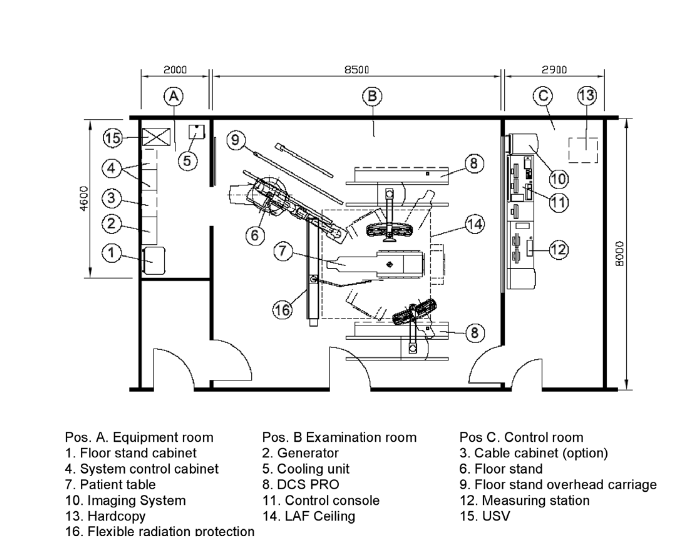 2000 8500 2900
A B C 13
15 5 9 8 10
4 11
3
4600 6 14 8000
2 7 12
1
16 8
Pos. A. Equipment room Pos. B Examination room Pos C. Control room
1. Floor stand cabinet 2. Generator 3. Cable cabinet (option)
4. System control cabinet 5. Cooling unit 6. Floor stand
7. Patient table 8. DCS PRO 9. Floor stand overhead carriage
10. Imaging System 11. Control console 12. Measuring station
13. Hardcopy 14. LAF Ceiling 15. USV
16. Flexible radiation protection